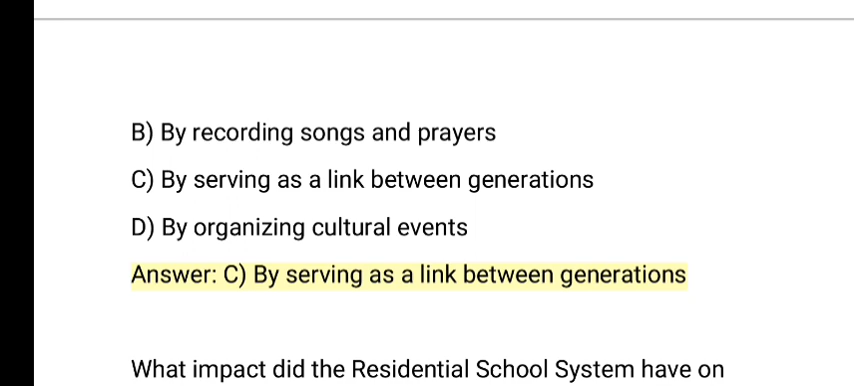 B) By recording songs and prayers
C) By serving as a link between generations
D) By organizing cultural events
Answer: C) By serving as a link between generations
What impact did the Residential School System have on